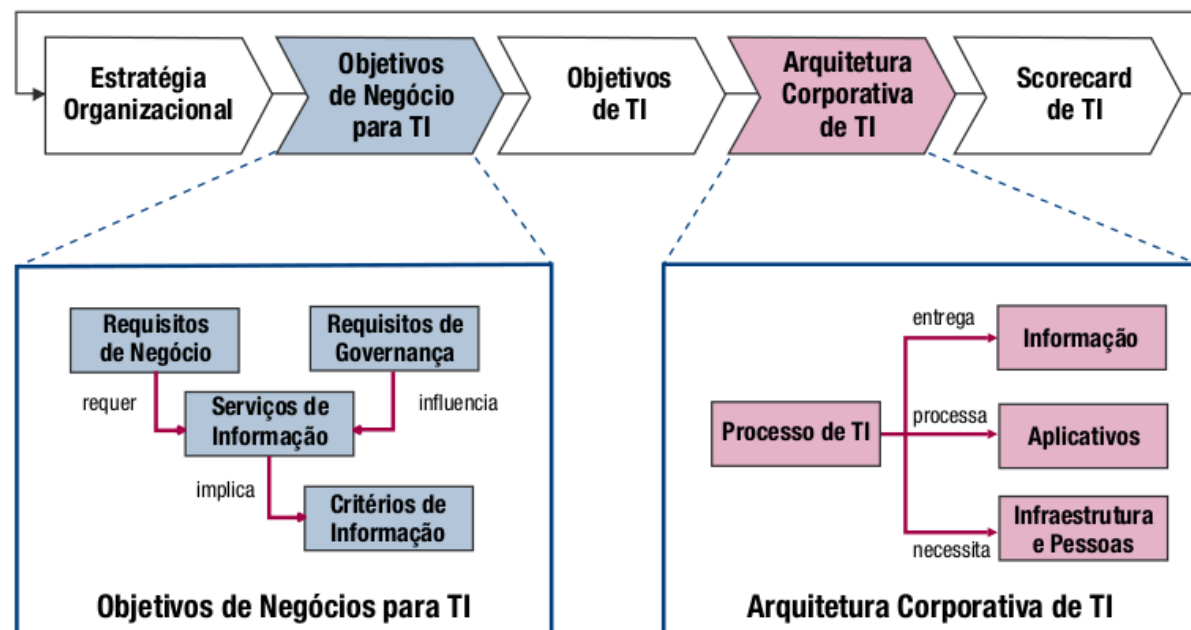 Estratégia
Organizacional
Objetivos
de Negócio
para TI
Objetivos
de TI
Arquitetura
Corporativa
de TI
Scorecard
de TI
Requisitos
de Negócio
Requisitos de
Governança
requer
Serviços de
Informação
influencia
implica
Critérios de
Informação
Objetivos de Negócios para TI
entrega
Informação
Processo de TI
processa
Aplicativos
necessita
Infraestrutura
e Pessoas
Arquitetura Corporativa de TI